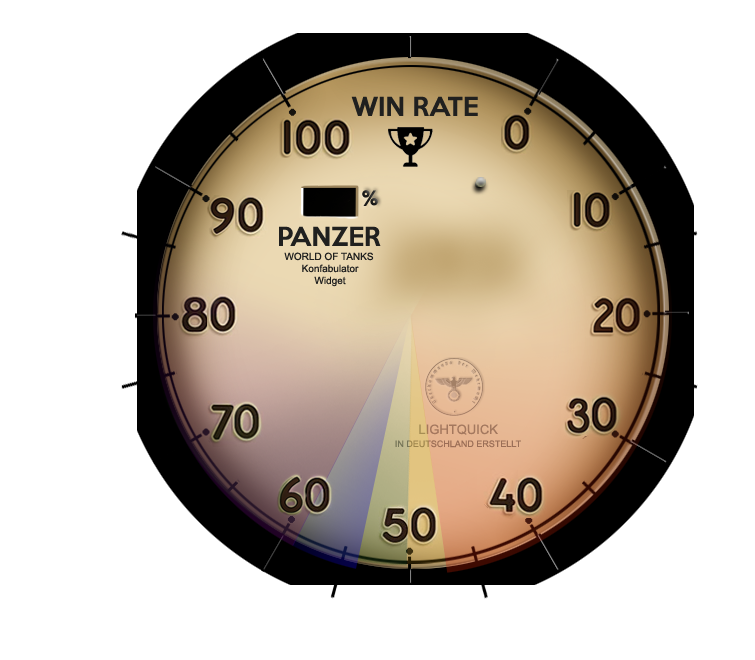 WIN RATE
100
0
90
%
10
PANZER
WORLD OF TANKS
Konfabulator
Widget
80
20
70
30
LIGHTQUICK
IN DEUTSCHLAND ERSTELLT
60
40
50